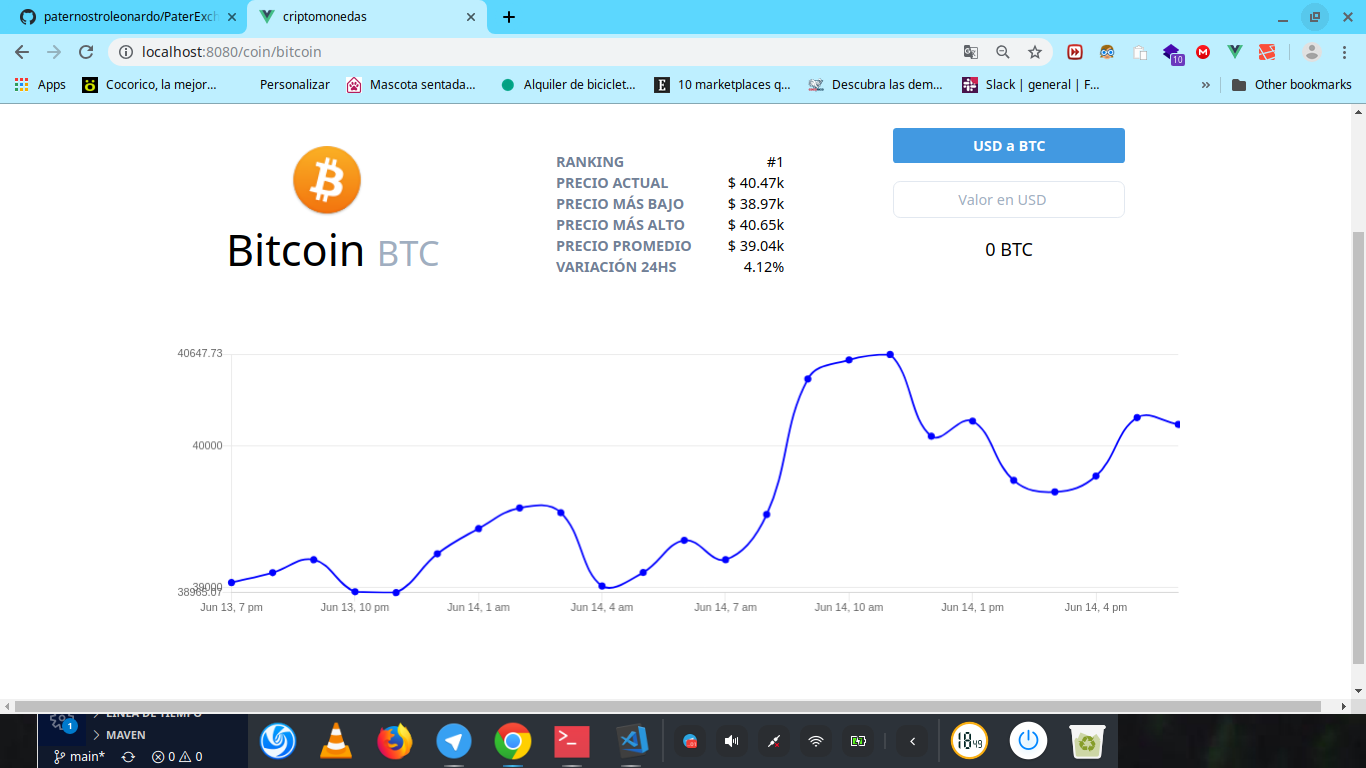 paternostroleonardo/PaterExch
criptomonedas
localhost:8080/coin/bitcoin
10
Apps
Cocorico, la mejor...
Personalizar
Mascota sentada...
Alquiler de biciclet...
10 marketplaces q...
Descubra las dem...
Slack | general | F...
»
Other bookmarks
Bitcoin BTC
RANKING #1
PRECIO ACTUAL $ 40.47k
PRECIO MÁS BAJO $ 38.97k
PRECIO MÁS ALTO $ 40.65k
PRECIO PROMEDIO $ 39.04k
VARIACIÓN 24HS 4.12%
USD a BTC
Valor en USD
0 BTC
40647.73
40000
39000
38965.07
Jun 13, 7 pm
Jun 13, 10 pm
Jun 14, 1 am
Jun 14, 4 am
Jun 14, 7 am
Jun 14, 10 am
Jun 14, 1 pm
Jun 14, 4 pm
LÍNEA DE TIEMPO
1
MAVEN
main*
0
0
18 49